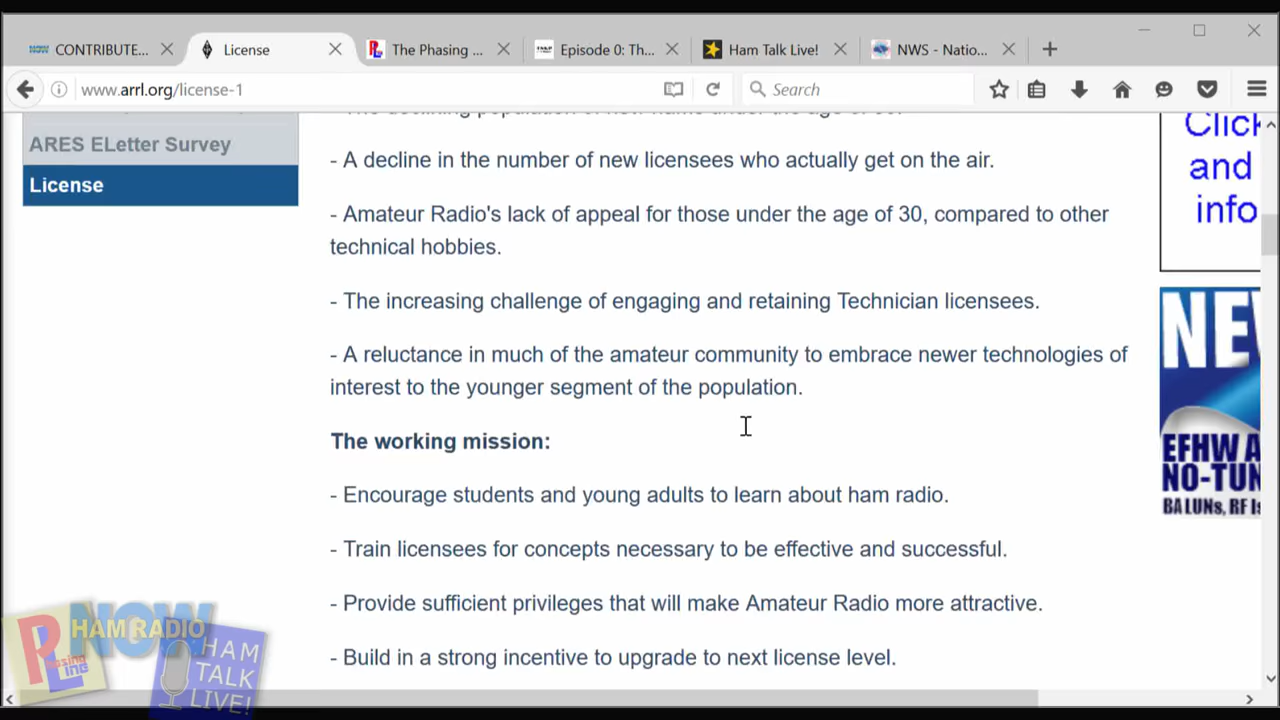 CONTRIBUTE...
License
The Phasing ...
Episode 0: Th...
Ham Talk Live!
NWS - Natio...
www.arrl.org/license-1
Search
ARES ELetter Survey
License
- A decline in the number of new licensees who actually get on the air.
- Amateur Radio's lack of appeal for those under the age of 30, compared to other
technical hobbies.
- The increasing challenge of engaging and retaining Technician licensees.
- A reluctance in much of the amateur community to embrace newer technologies of
interest to the younger segment of the population.
The working mission:
- Encourage students and young adults to learn about ham radio.
- Train licensees for concepts necessary to be effective and successful.
- Provide sufficient privileges that will make Amateur Radio more attractive.
- Build in a strong incentive to upgrade to next license level.
Click
and
info
NE
EFHW A
NO-TUN
BALUNs, RF Is
NOW
HAM RADIO
HAM
TALK
LIVE!